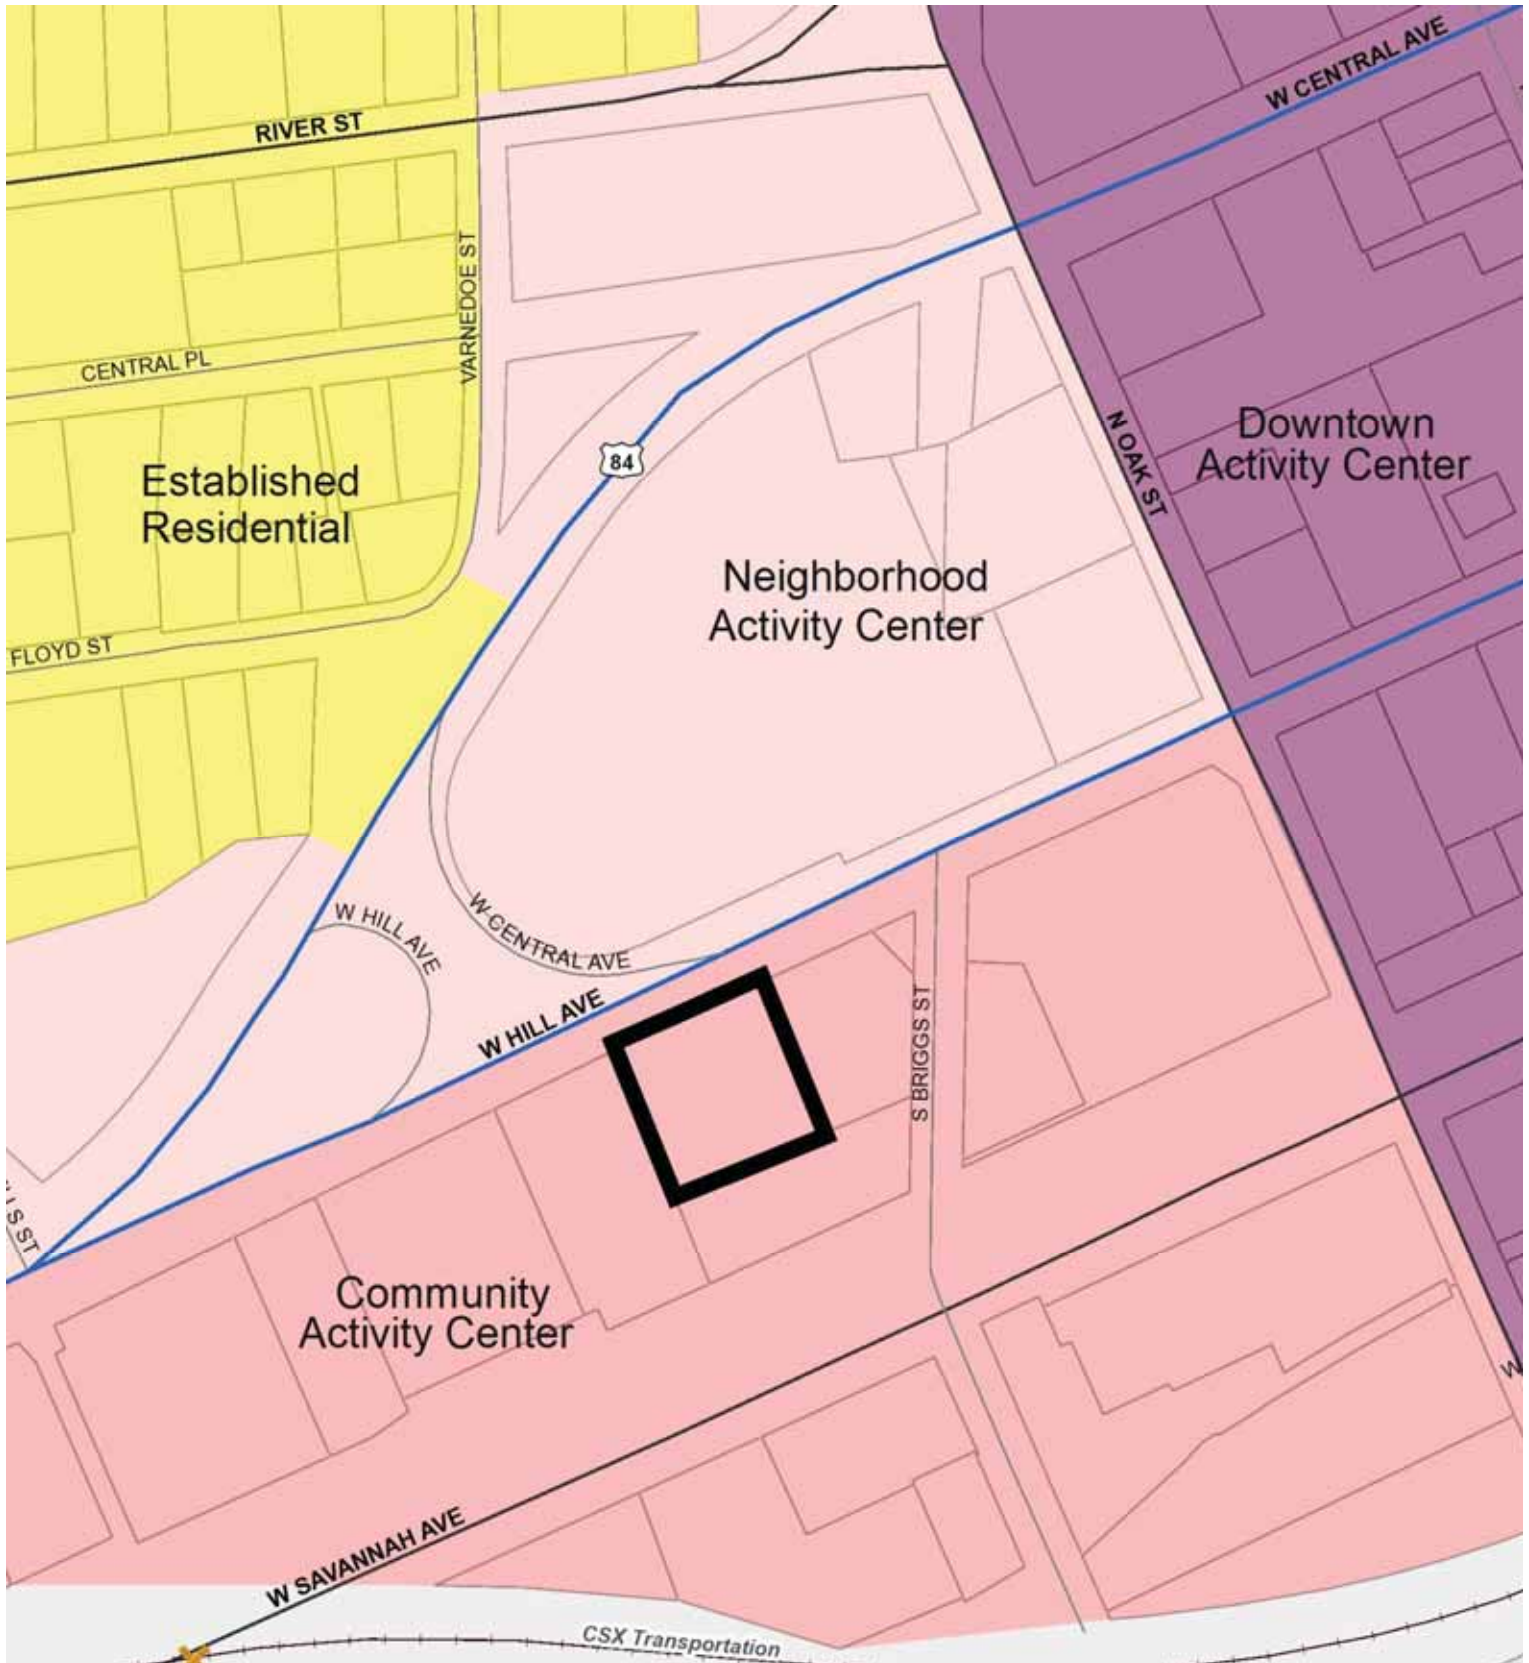 W CENTRAL AVE
RIVER ST
VARNEDOE ST
CENTRAL PL
84
N OAK ST
Downtown
Activity Center
Established
Residential
Neighborhood
Activity Center
FLOYD ST
W HILL AVE
W CENTRAL AVE
W HILL AVE
S BRIGGS ST
S ST
Community
Activity Center
W
W SAVANNAH AVE
CSX Transportation